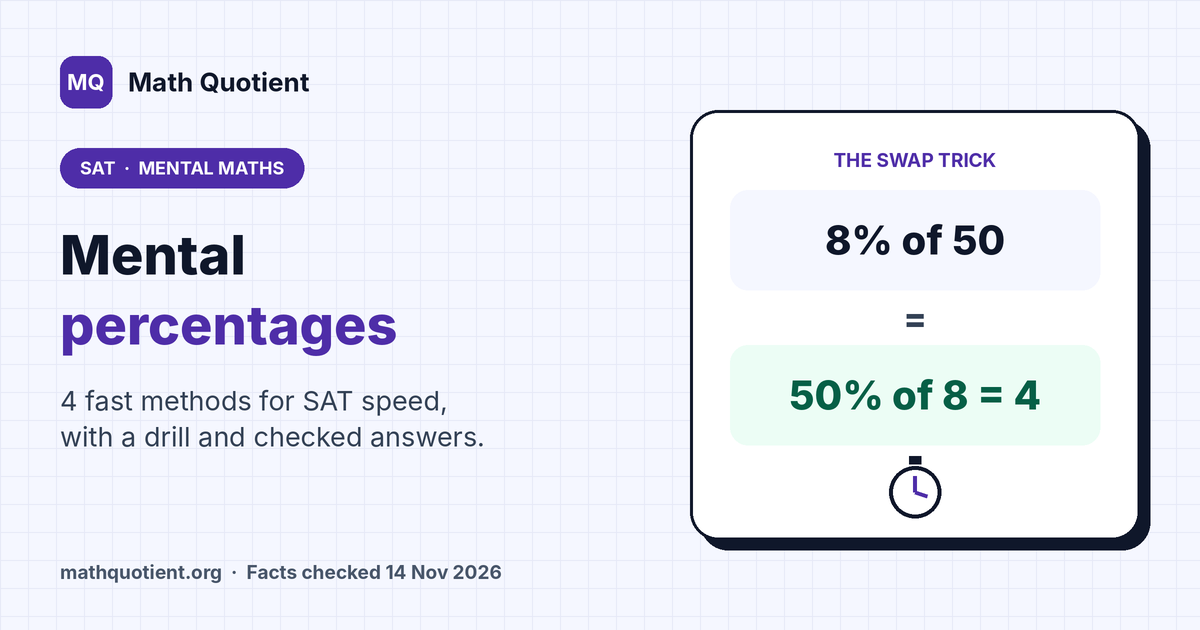 MQ
Math Quotient
SAT · MENTAL MATHS
Mental
percentages
4 fast methods for SAT speed,
with a drill and checked answers.
mathquotient.org · Facts checked 14 Nov 2026
THE SWAP TRICK
8% of 50
=
50% of 8 = 4